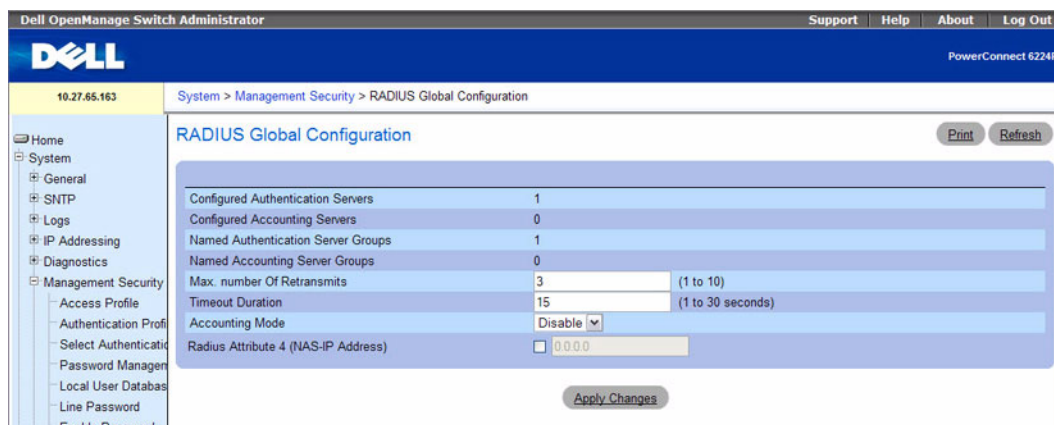 Dell OpenManage Switch Administrator Support Help About Log Out
DELL
PowerConnect 6224
10.27.65.163
System > Management Security > RADIUS Global Configuration
Home
System
General
SNTP
Logs
IP Addressing
Diagnostics
Management Security
Access Profile
Authentication Profi
Select Authenticatio
Password Managem
Local User Databas
Line Password
RADIUS Global Configuration
Print Refresh
Configured Authentication Servers 1
Configured Accounting Servers 0
Named Authentication Server Groups 1
Named Accounting Server Groups 0
Max. number Of Retransmits 3 (1 to 10)
Timeout Duration 15 (1 to 30 seconds)
Accounting Mode Disable
Radius Attribute 4 (NAS-IP Address) 0.0.0.0
Apply Changes